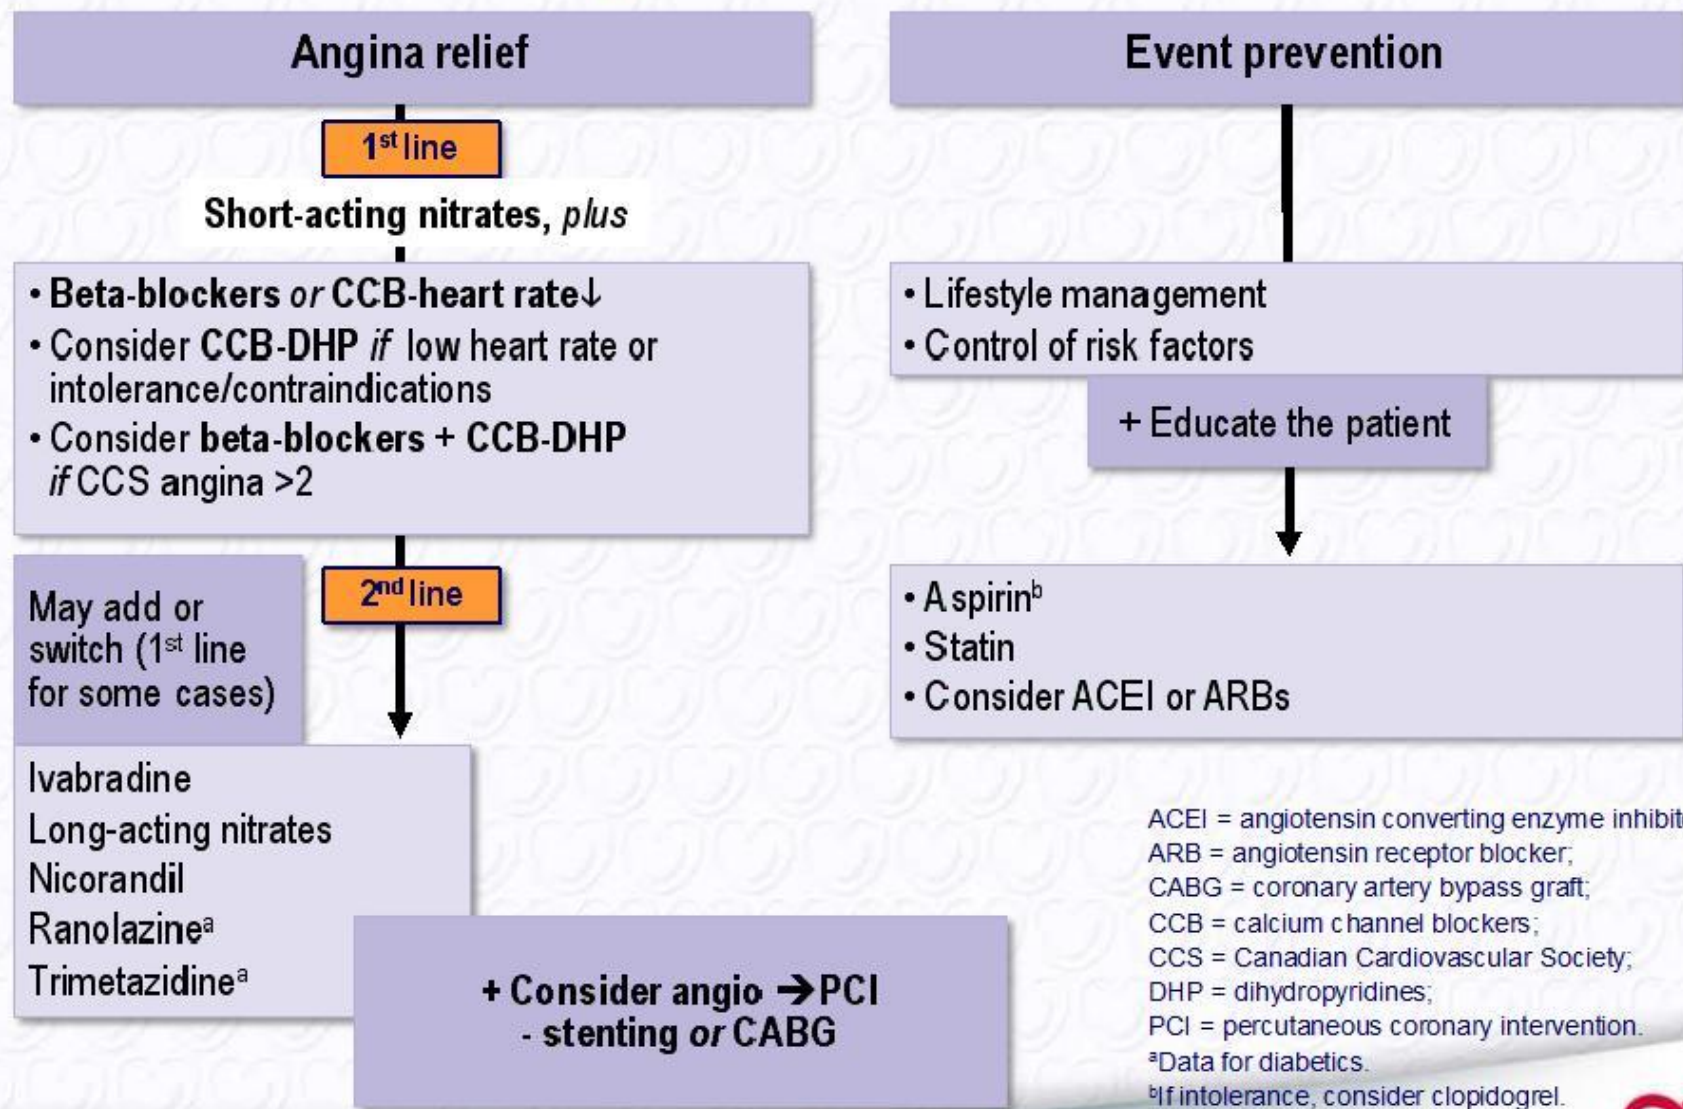 Angina relief
1st line
Short-acting nitrates, plus
• Beta-blockers or CCB-heart rate↓
• Consider CCB-DHP if low heart rate or
intolerance/contraindications
• Consider beta-blockers + CCB-DHP
if CCS angina >2
2nd line
May add or
switch (1st line
for some cases)
Ivabradine
Long-acting nitrates
Nicorandil
Ranolazineᵃ
Trimetazidineᵃ
+ Consider angio ➔PCI
- stenting or CABG
Event prevention
• Lifestyle management
• Control of risk factors
+ Educate the patient
• Aspirinᵇ
• Statin
• Consider ACEI or ARBs
ACEI = angiotensin converting enzyme
ARB = angiotensin receptor blocker;
CABG = coronary artery bypass graft;
CCB = calcium channel blockers;
CCS = Canadian Cardiovascular Society;
DHP = dihydropyridines;
PCI = percutaneous coronary intervention.
ᵃData for diabetics.
ᵇIf intolerance, consider clopidogrel.